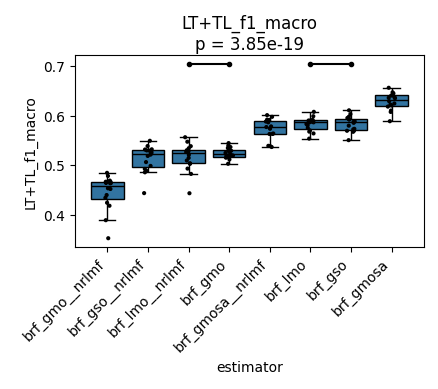 LT+TL_f1_macro
p = 3.85e-19
LT+TL_f1_macro
0.7
0.6
0.5
0.4
brf_gmo__nrlmf
brf_gso__nrlmf
brf_lmo__nrlmf
brf_gmo
brf_gmosa__nrlmf
brf_lmo
brf_gso
brf_gmosa
estimator